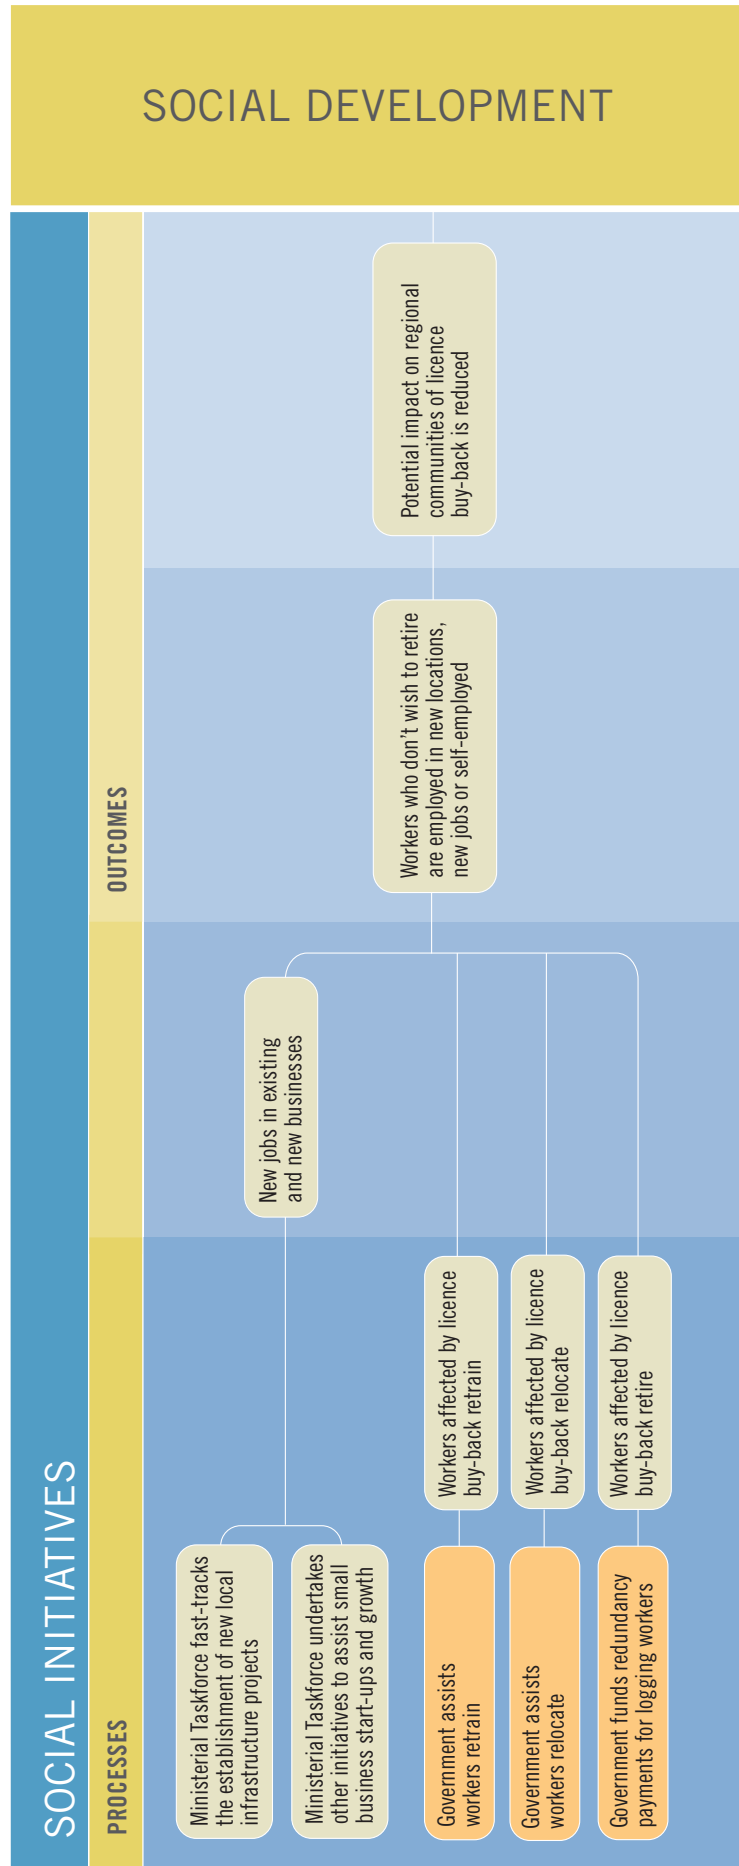 SOCIAL DEVELOPMENT
SOCIAL INITIATIVES
PROCESSES
OUTCOMES
Ministerial Taskforce fast-tracks
the establishment of new local
infrastructure projects
Ministerial Taskforce undertakes
other initiatives to assist small
business start-ups and growth
New jobs in existing
and new businesses
Government assists
workers retrain
Workers affected by licence
buy-back retrain
Government assists
workers relocate
Workers affected by licence
buy-back relocate
Government funds redundancy
payments for logging workers
Workers affected by licence
buy-back retire
Workers who don't wish to retire
are employed in new locations,
new jobs or self-employed
Potential impact on regional
communities of licence
buy-back is reduced